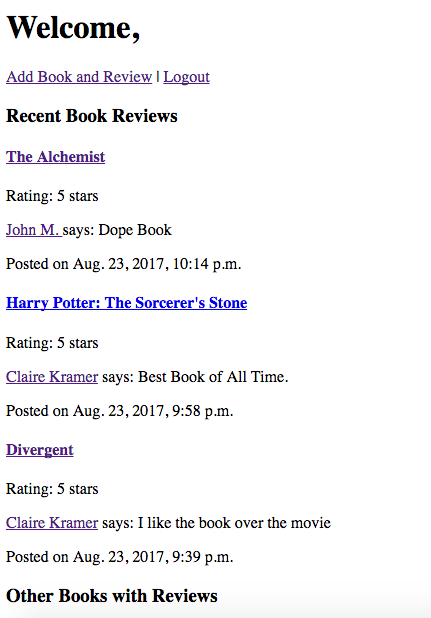 Welcome,
Add Book and Review | Logout
Recent Book Reviews
The Alchemist
Rating: 5 stars
John M. says: Dope Book
Posted on Aug. 23, 2017, 10:14 p.m.
Harry Potter: The Sorcerer's Stone
Rating: 5 stars
Claire Kramer says: Best Book of All Time.
Posted on Aug. 23, 2017, 9:58 p.m.
Divergent
Rating: 5 stars
Claire Kramer says: I like the book over the movie
Posted on Aug. 23, 2017, 9:39 p.m.
Other Books with Reviews